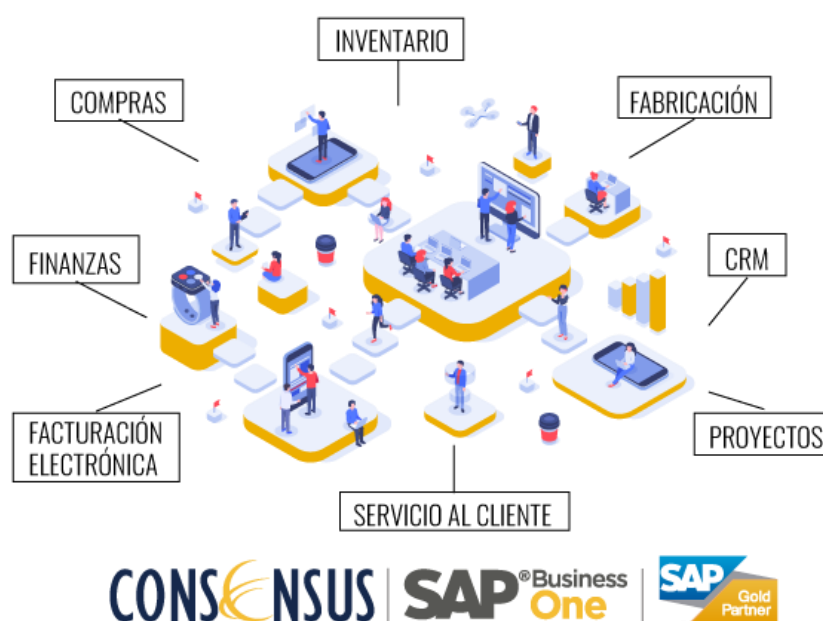 INVENTARIO
COMPRAS
FABRICACIÓN
FINANZAS
CRM
FACTURACIÓN
ELECTRÓNICA
PROYECTOS
SERVICIO AL CLIENTE
CONSENSUS
SAP® Business
One
SAP
Gold
Partner